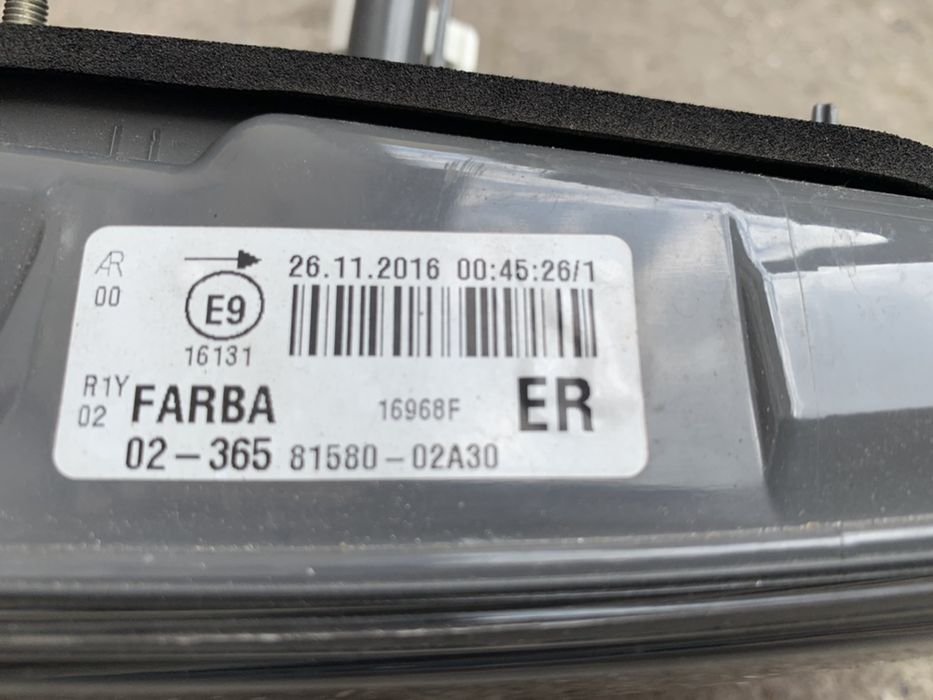 AR
00
26.11.2016 00:45:26/1
E9
16131
R1Y
02
FARBA
16968F
ER
02-365 81580-02A30